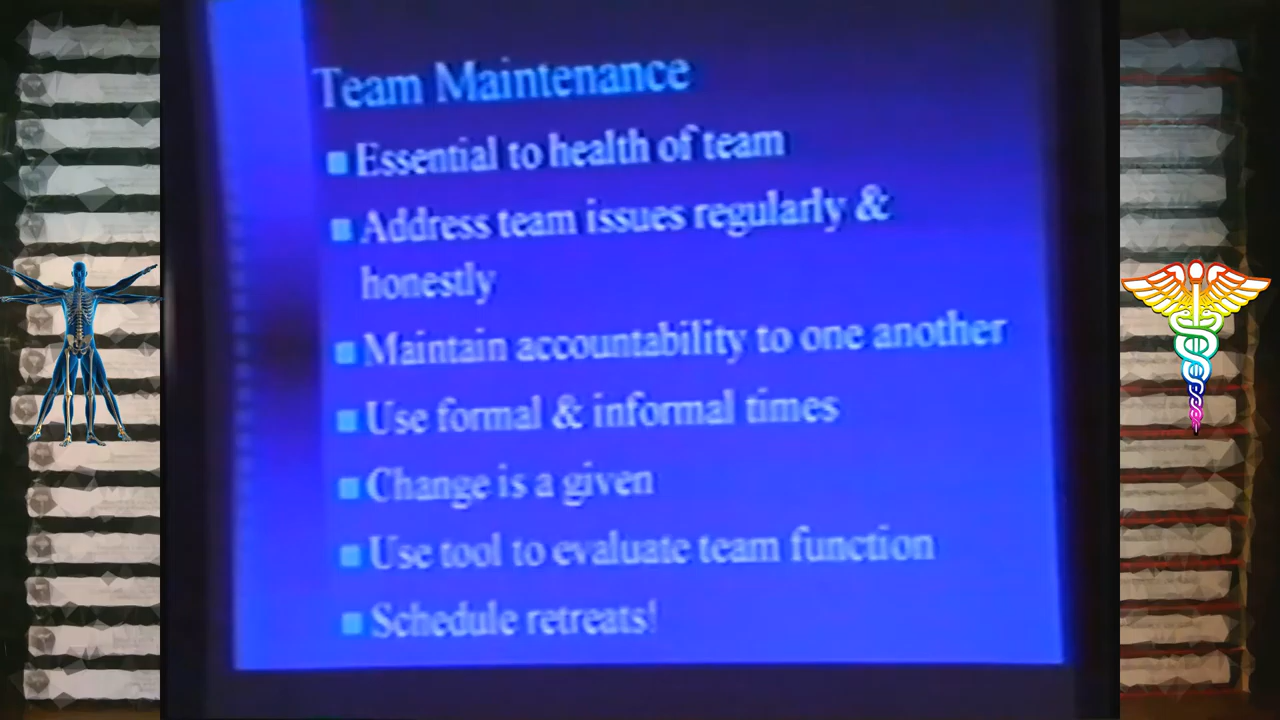 Team Maintenance
Essential to health of team
Address team issues regularly &
honestly
Maintain accountability to one another
Use formal & informal times
Change is a given
Use tool to evaluate team function
Schedule retreats!